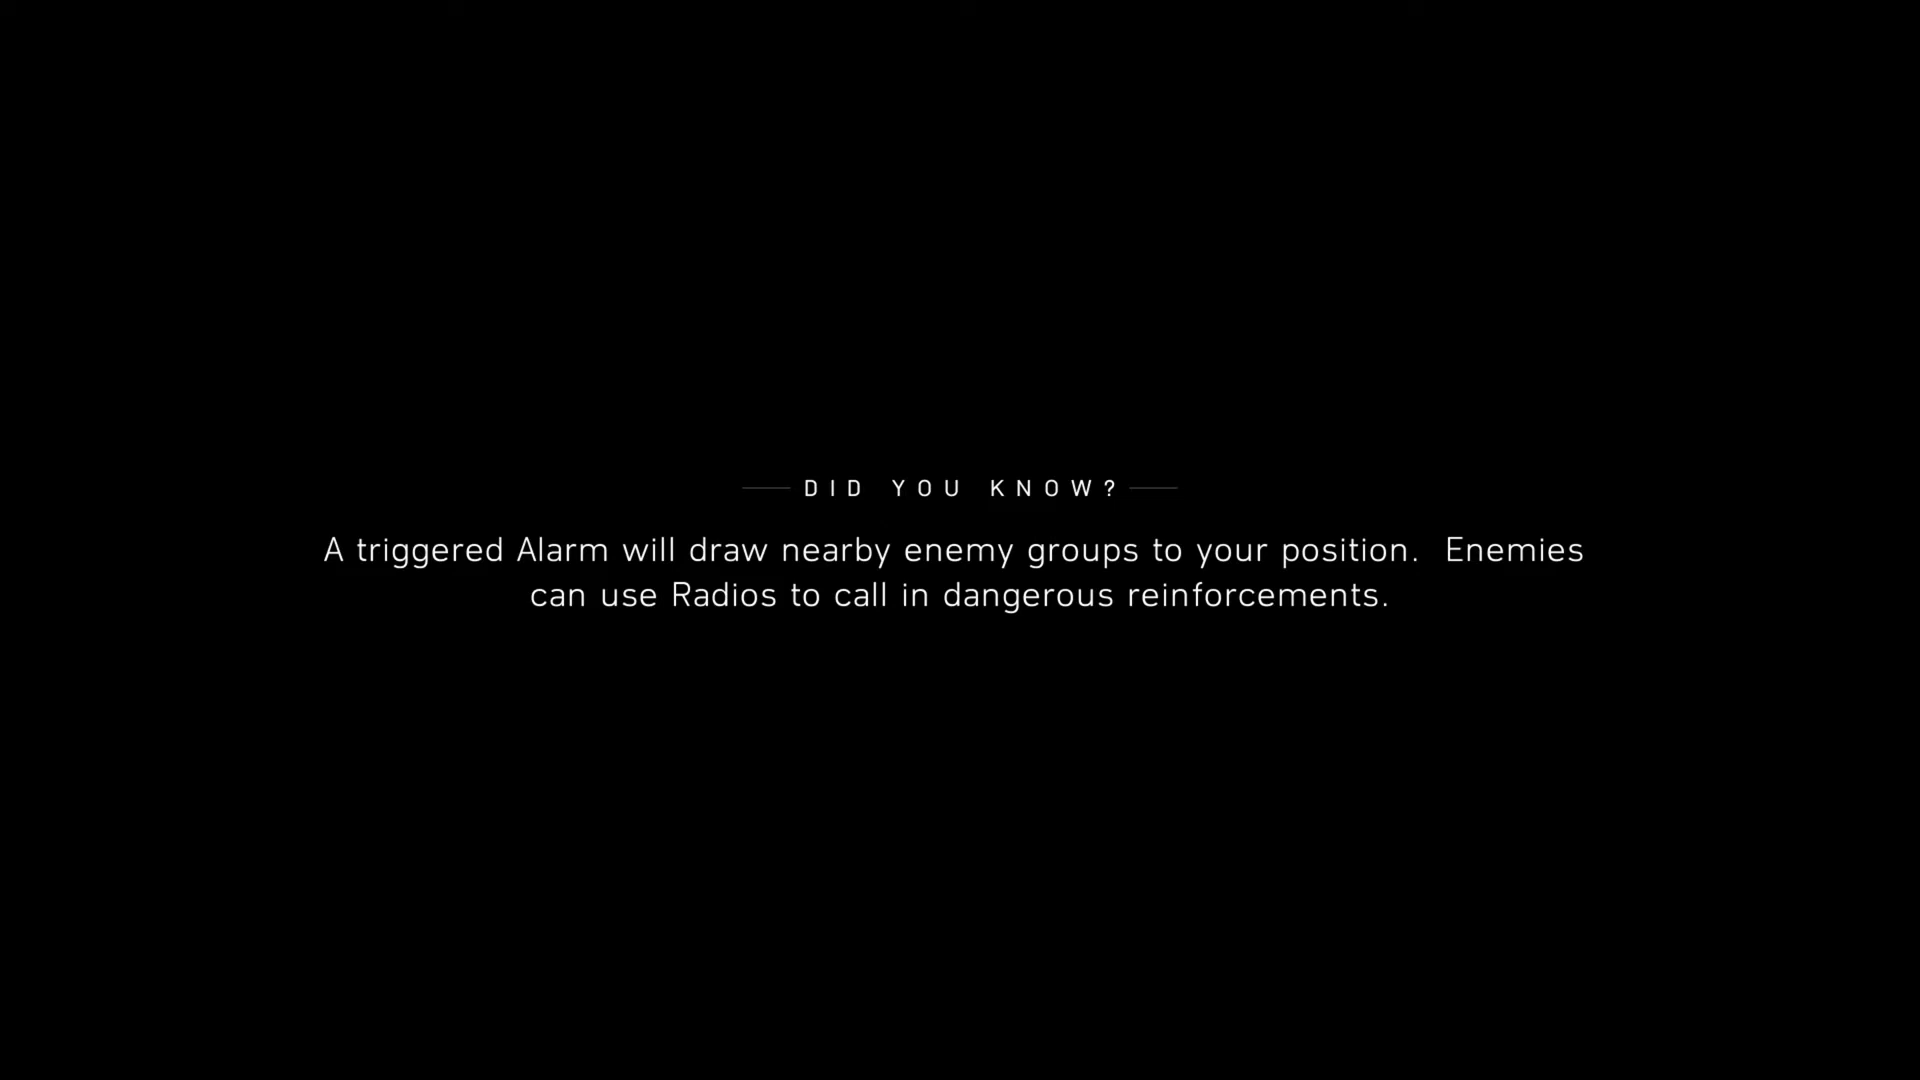 DID YOU KNOW?
A triggered Alarm will draw nearby enemy groups to your position.  Enemies
can use Radios to call in dangerous reinforcements.